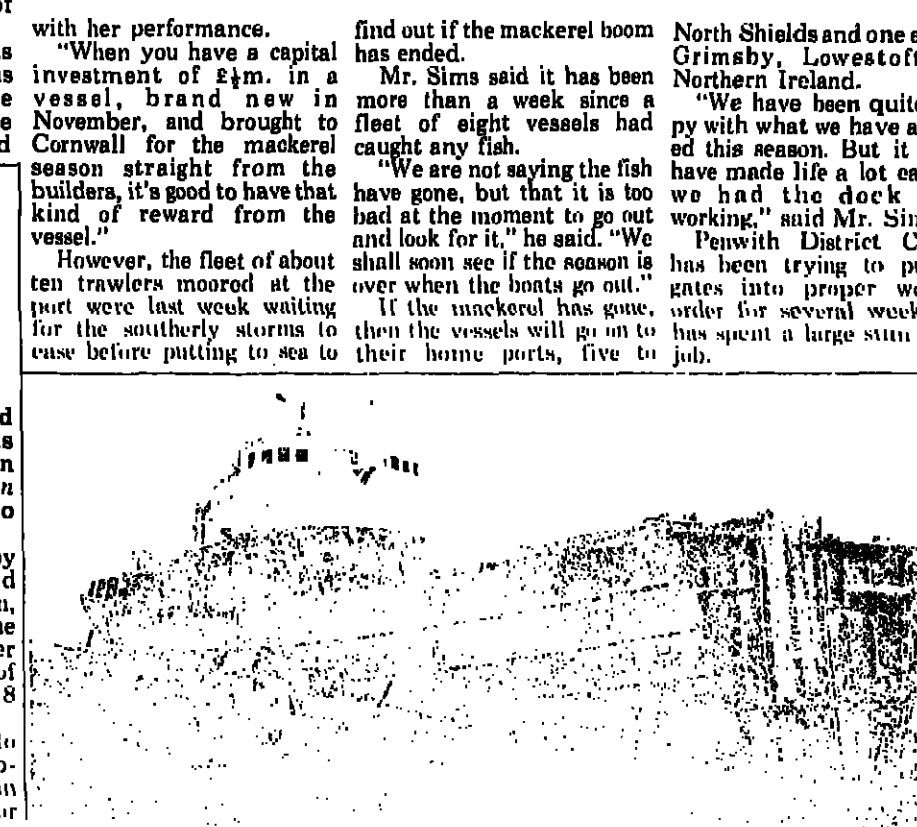 with her performance.
"When you have a capital
investment of £½m. in a
vessel, brand new in
November, and brought to
Cornwall for the mackerel
season straight from the
builders, it's good to have that
kind of reward from the
vessel."
However, the fleet of about
ten trawlers moored at the
port were last week waiting
for the southerly storms to
ease before putting to sea to
find out if the mackerel boom
has ended.
Mr. Sims said it has been
more than a week since a
fleet of eight vessels had
caught any fish.
"We are not saying the fish
have gone, but that it is too
bad at the moment to go out
and look for it," he said. "We
shall soon see if the season is
over when the boats go out."
If the mackerel has gone,
then the vessels will go on to
their home ports, five to
North Shields and one e
Grimsby, Lowestoft
Northern Ireland.
"We have been quite
py with what we have a
ed this season. But it
have made life a lot ea
we had the dock
working," said Mr. Sim
Penwith District C
has been trying to pu
gates into proper wo
order for several week
has spent a large sum
job.